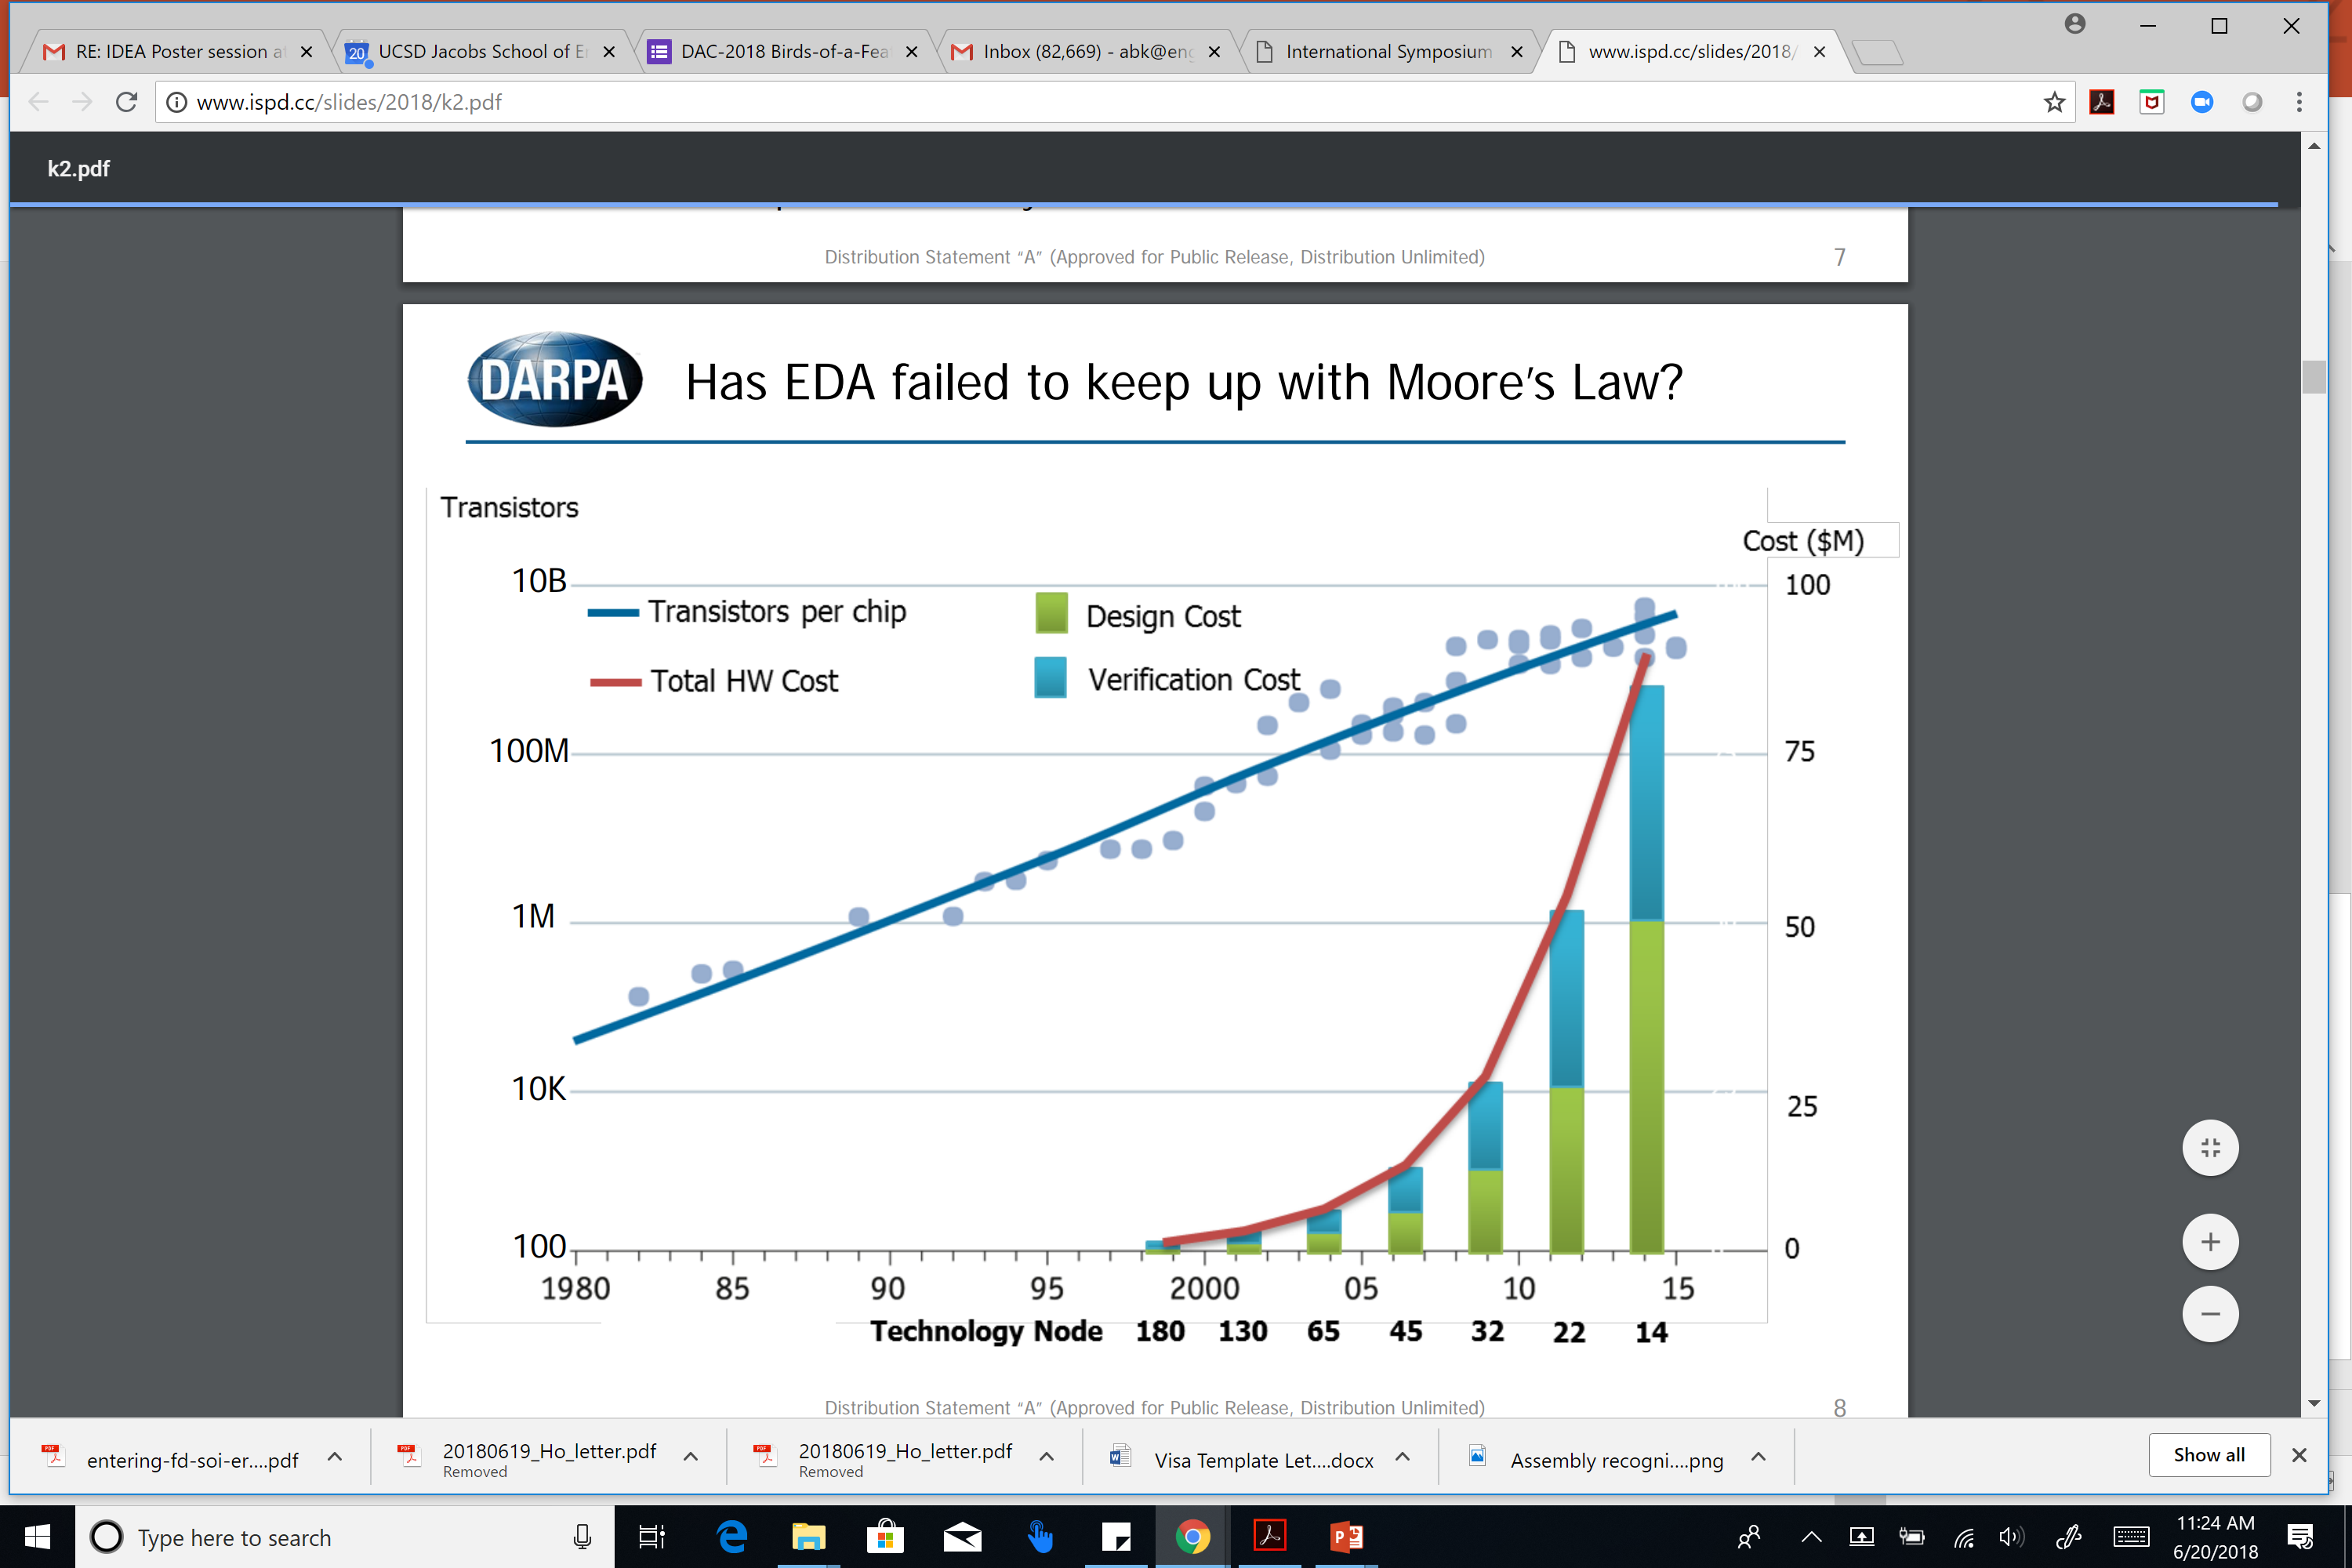 RE: IDEA Poster session a
20 UCSD Jacobs School of E
DAC-2018 Birds-of-a-Fea
Inbox (82,669) - abk@eng
International Symposium
www.ispd.cc/slides/2018/
www.ispd.cc/slides/2018/k2.pdf
k2.pdf
Distribution Statement “A” (Approved for Public Release, Distribution Unlimited) 7
DARPA Has EDA failed to keep up with Moore’s Law?
Transistors
Cost ($M)
10B 100
Transistors per chip Design Cost
Total HW Cost Verification Cost
100M 75
1M 50
10K 25
100 0
1980 85 90 95 2000 05 10 15
Technology Node 180 130 65 45 32 22 14
Distribution Statement “A” (Approved for Public Release, Distribution Unlimited) 8
entering-fd-soi-er....pdf
20180619_Ho_letter.pdf
Removed
20180619_Ho_letter.pdf
Removed
Visa Template Let....docx
Assembly recogni....png
Show all
Type here to search
11:24 AM
6/20/2018